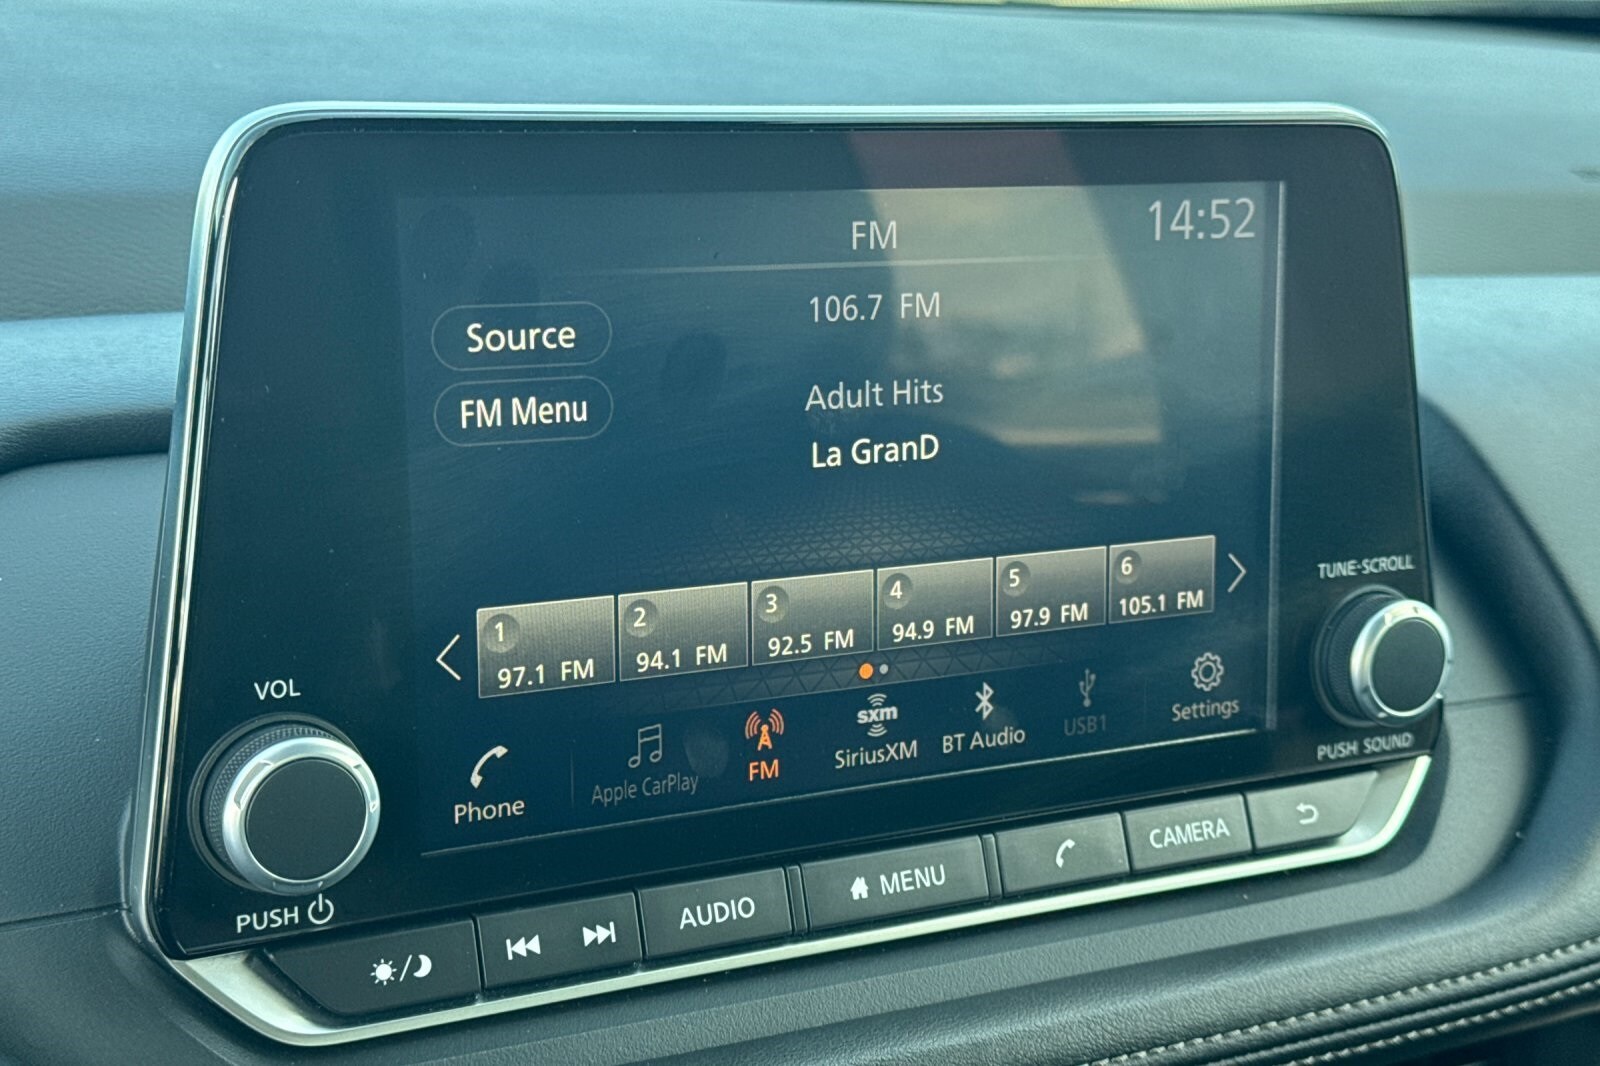 FM
14:52
106.7 FM
Source
Adult Hits
FM Menu
La GranD
1
97.1 FM
2
94.1 FM
3
92.5 FM
4
94.9 FM
5
97.9 FM
6
105.1 FM
Phone
Apple CarPlay
FM
sxm
SiriusXM
BT Audio
USB1
Settings
VOL
PUSH
TUNE-SCROLL
PUSH SOUND
AUDIO
MENU
CAMERA